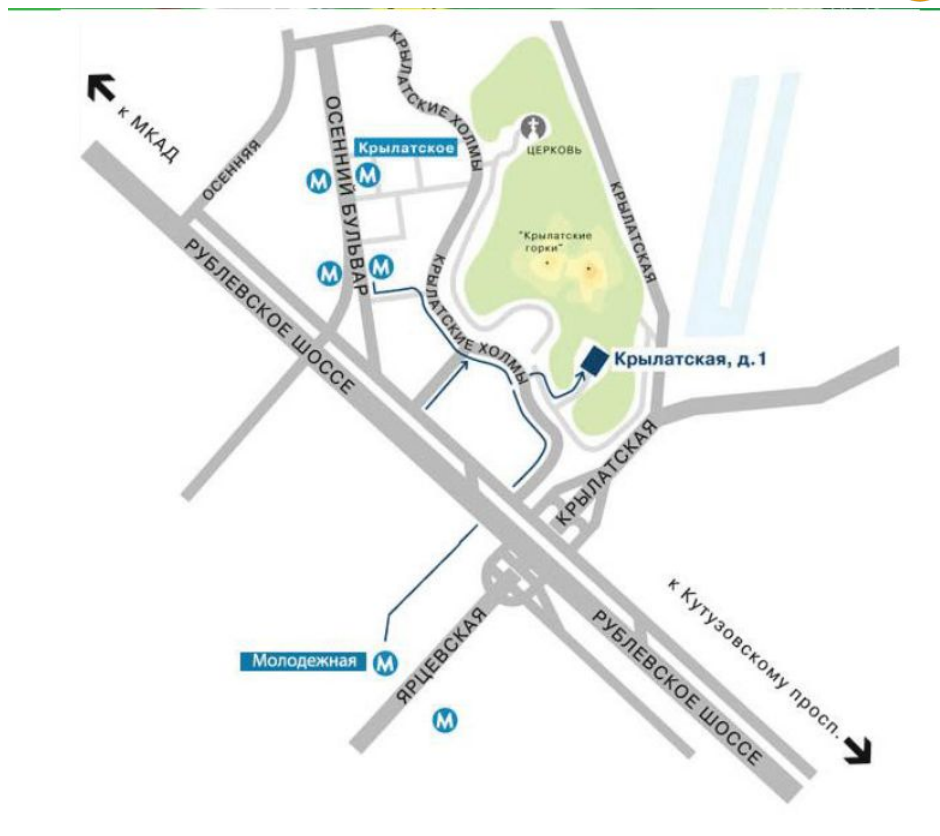 КРЫЛАТСКИЕ ХОЛМЫ
к МКАД
ОСЕННИЙ БУЛЬВАР
Крылатское
ЦЕРКОВЬ
ОСЕННЯЯ
М
М
КРЫЛАТСКАЯ
"Крылатские
горки"
РУБЛЕВСКОЕ ШОССЕ
М
М
КРЫЛАТСКИЕ ХОЛМЫ
Крылатская, д.1
КРЫЛАТСКАЯ
к Кутузовскому просп.
Молодежная
М
ЯРЦЕВСКАЯ
РУБЛЕВСКОЕ ШОССЕ
М